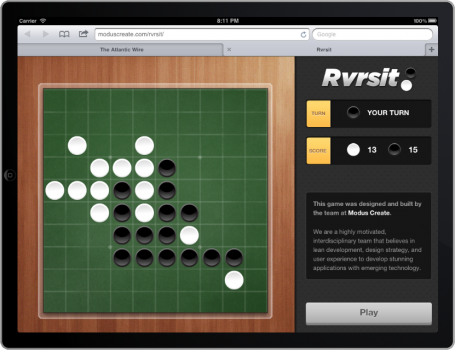 Carrier
8:11 PM
100%
moduscreate.com/rvrsit/
Google
The Atlantic Wire
Rvrsit
Rvrsit
TURN
YOUR TURN
SCORE
13
15
This game was designed and built by
the team at Modus Create.
We are a highly motivated,
interdisciplinary team that believes in
lean development, design strategy, and
user experience to develop stunning
applications with emerging technology.
Play